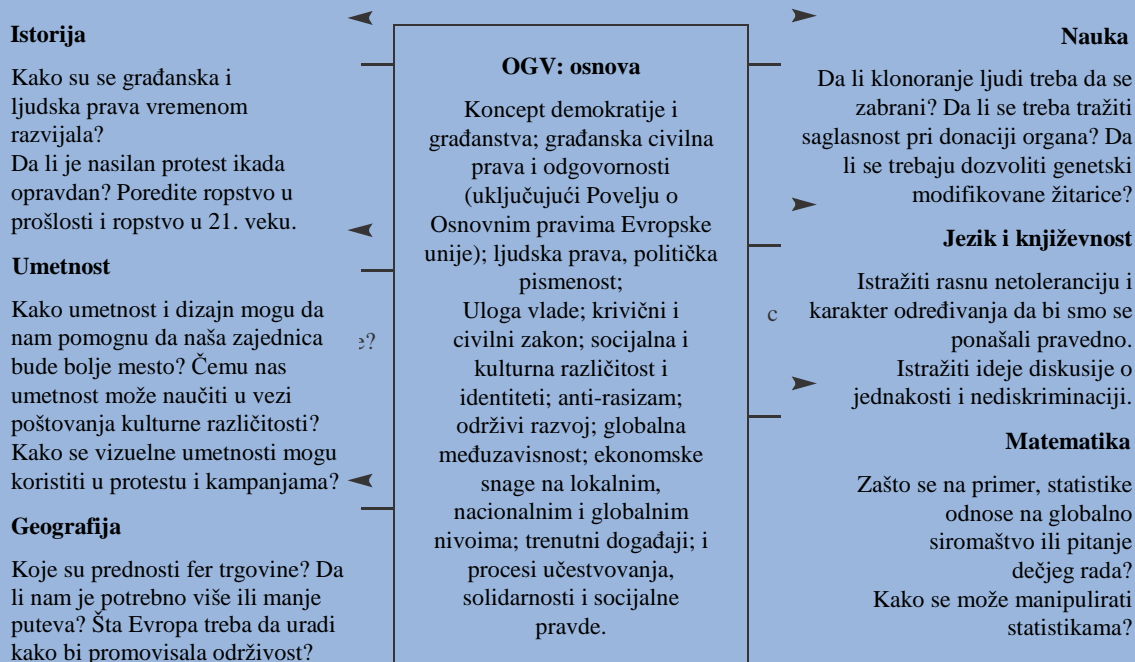 Istorija
Kako su se građanska i
ljudska prava vremenom
razvijala?
Da li je nasilan protest ikada
opravdan? Poredite ropstvo u
prošlosti i ropstvo u 21. veku.
Umetnost
Kako umetnost i dizajn mogu da
nam pomognu da naša zajednica
bude bolje mesto? Čemu nas
umetnost može naučiti u vezi
poštovanja kulturne različitosti?
Kako se vizuelne umetnosti mogu
koristiti u protestu i kampanjama?
Geografija
Koje su prednosti fer trgovine? Da
li nam je potrebno više ili manje
puteva? Šta Evropa treba da uradi
kako bi promovisala održivost?
OGV: osnova
Koncept demokratije i
građanstva; građanska civilna
prava i odgovornosti
(uključujući Povelju o
Osnovnim pravima Evropske
unije); ljudska prava, politička
pismenost;
Uloga vlade; krivični i
civilni zakon; socijalna i
kulturna različitost i
identiteti; anti-rasizam;
održivi razvoj; globalna
međuzavisnost; ekonomske
snage na lokalnim,
nacionalnim i globalnim
nivoima; trenutni događaji; i
procesi učestvovanja,
solidarnosti i socijalne
pravde.
Nauka
Da li klonoranje ljudi treba da se
zabrani? Da li se treba tražiti
saglasnost pri donaciji organa? Da
li se trebaju dozvoliti genetski
modifikovane žitarice?
Jezik i književnost
Istražiti rasnu netoleranciju i
karakter određivanja da bi smo se
ponašali pravedno.
Istražiti ideje diskusije o
jednakosti i nediskriminaciji.
Matematika
Zašto se na primer, statistike
odnose na globalno
siromaštvo ili pitanje
dečjeg rada?
Kako se može manipulirati
statistikama?